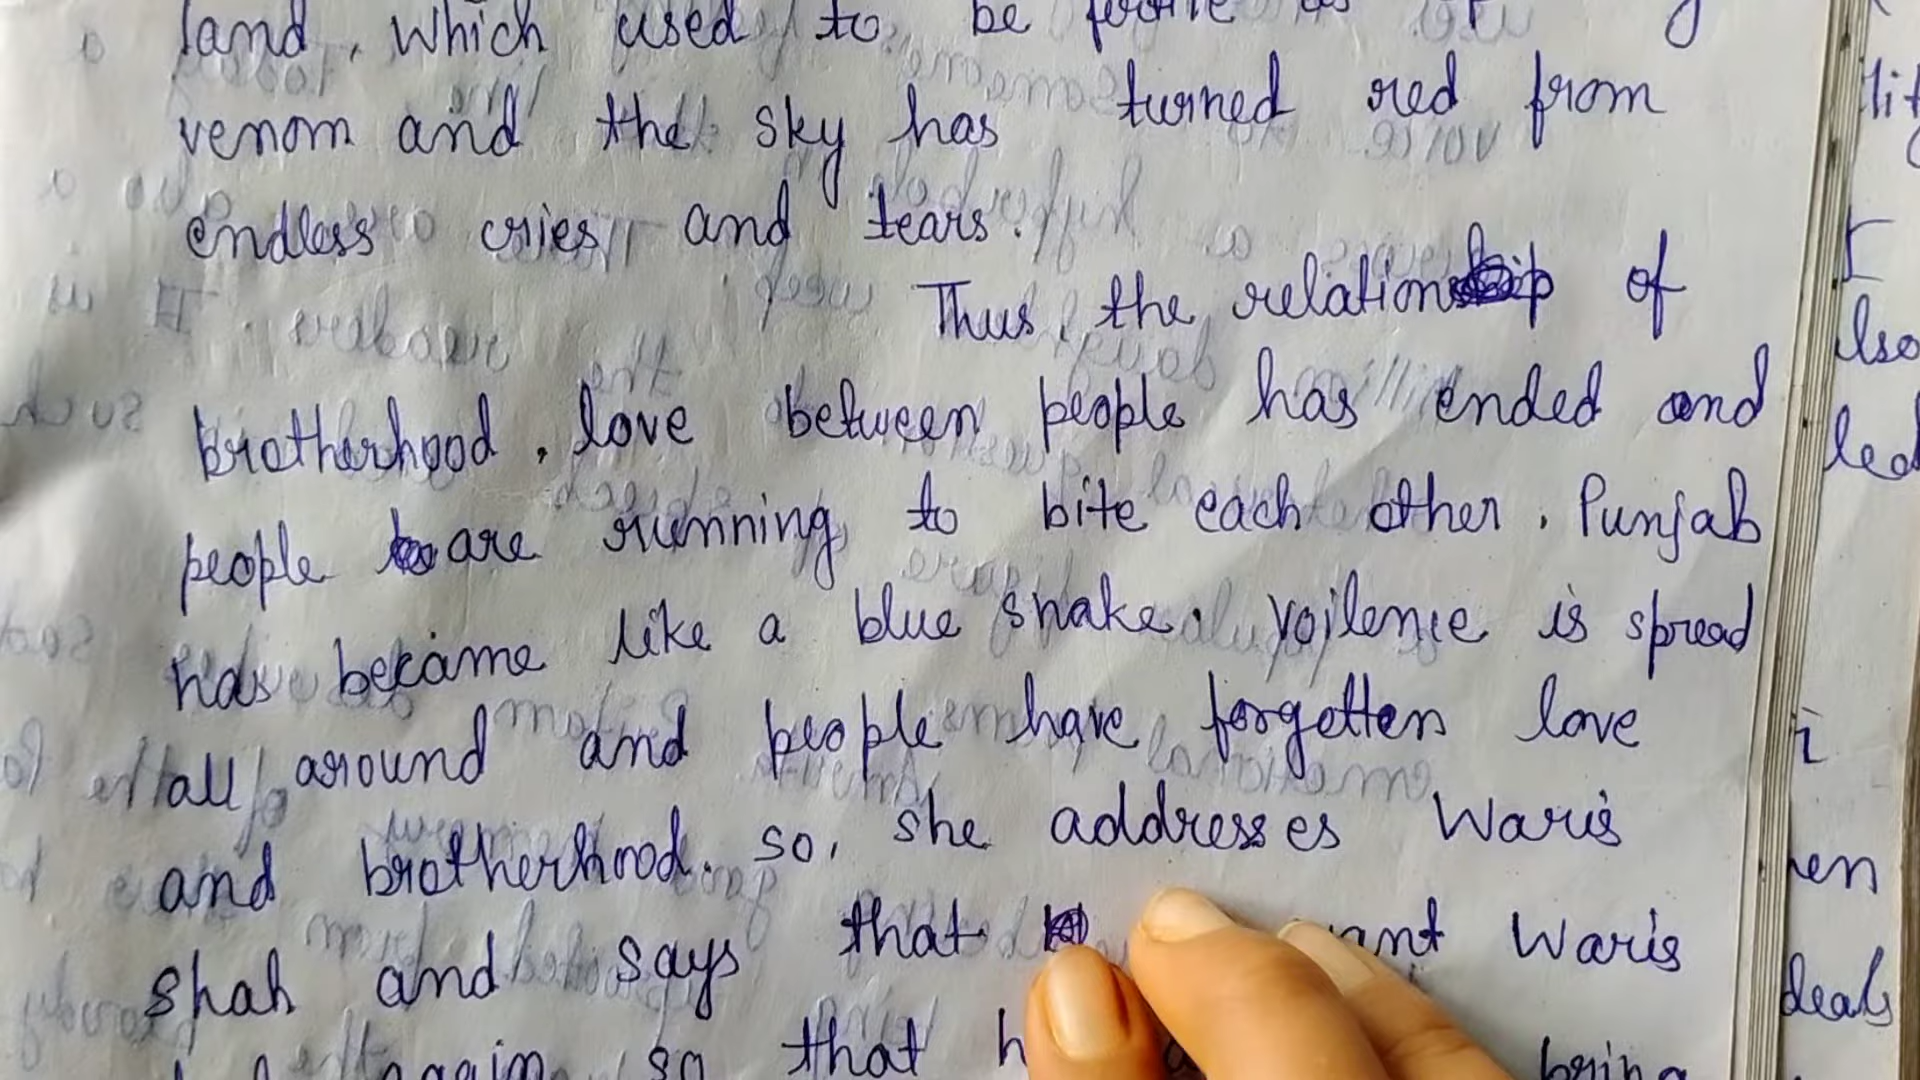 land, which used to be
venom and the sky has turned red from
endless cries and tears.
Thus, the relationship of
brotherhood, love between people has ended and
people are running to bite each other. Punjab
has became like a blue snake. Voilence is spread
all around and people have forgotten love
and brotherhood. so, she addresses Waris
shah and says that Waris
again so that bring